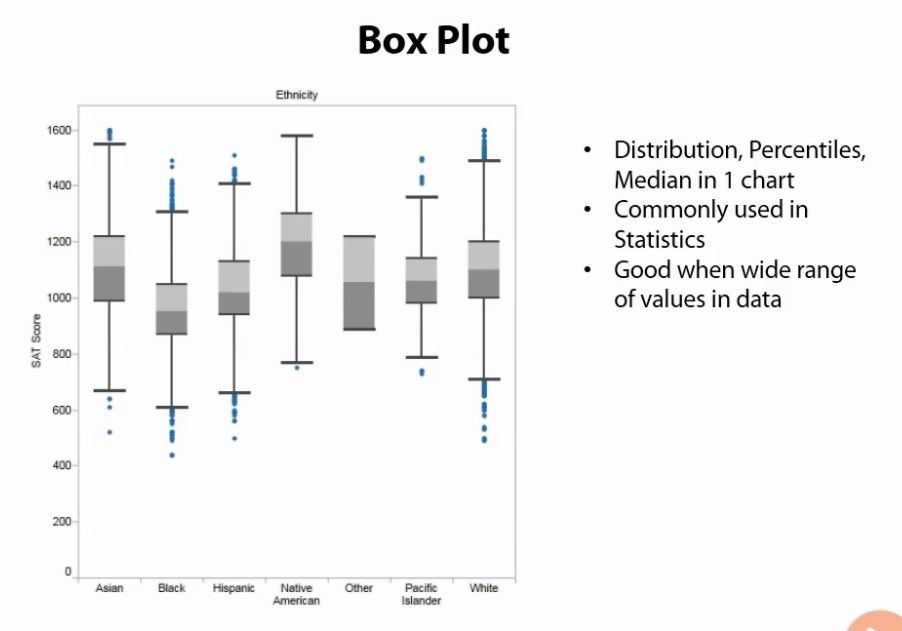 Box Plot
Ethnicity
1600
1400
1200
1000
800
600
400
200
0
SAT Score
Asian
Black
Hispanic
Native
American
Other
Pacific
Islander
White
• Distribution, Percentiles,
Median in 1 chart
• Commonly used in
Statistics
• Good when wide range
of values in data